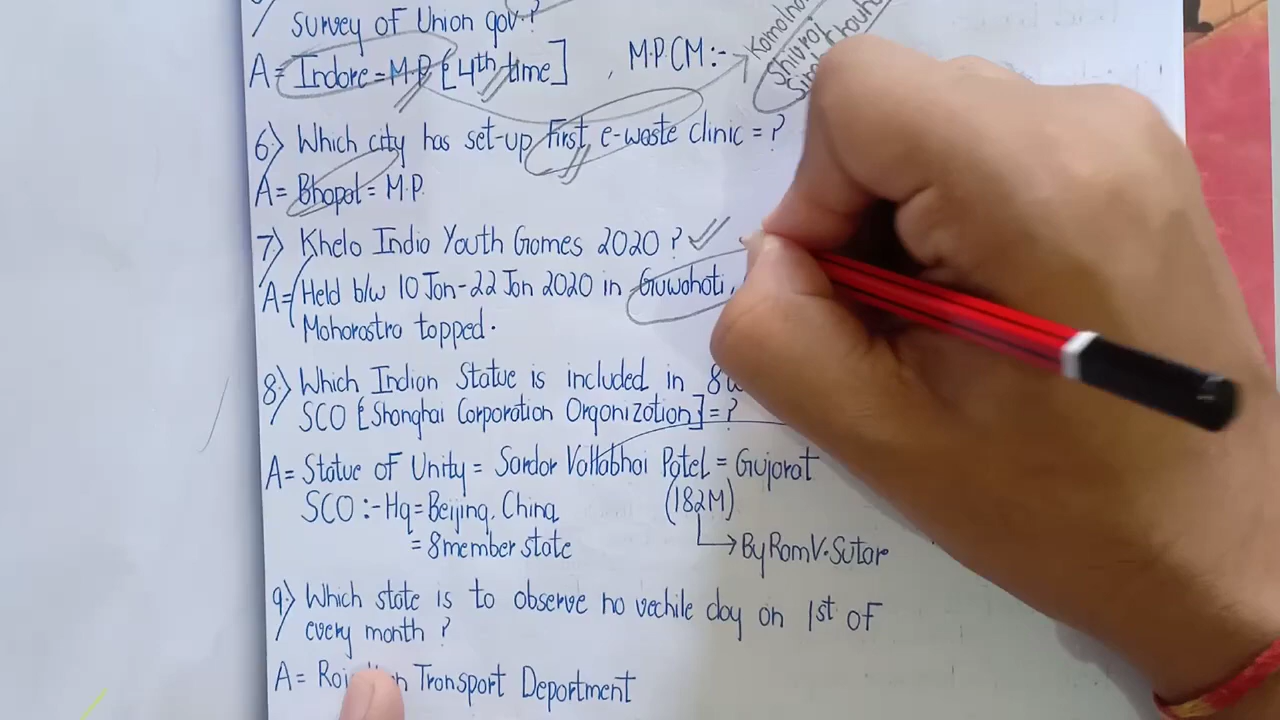 survey of Union gov.?
A= Indore = M.P. [4th time] , M.P.CM :-
Kamalna
Shivraj
Chouha
6) Which city has set-up first e-waste clinic = ?
A= Bhopal = M.P.
7) Khelo India Youth Games 2020 ?
A= Held b/w 10 Jan-22 Jan 2020 in Guwahati,
Maharastra topped.
8) Which Indian Statue is included in 8
SCO [Shanghai Corporation Organization] = ?
A= Statue of Unity = Sardar Vallabhai Patel = Gujarat
SCO :- Hq = Beijing, China (182M)
= 8 member state By Ram V. Sutar
9) Which state is to observe no vechile day on 1st of
every month ?
A= Transport Department